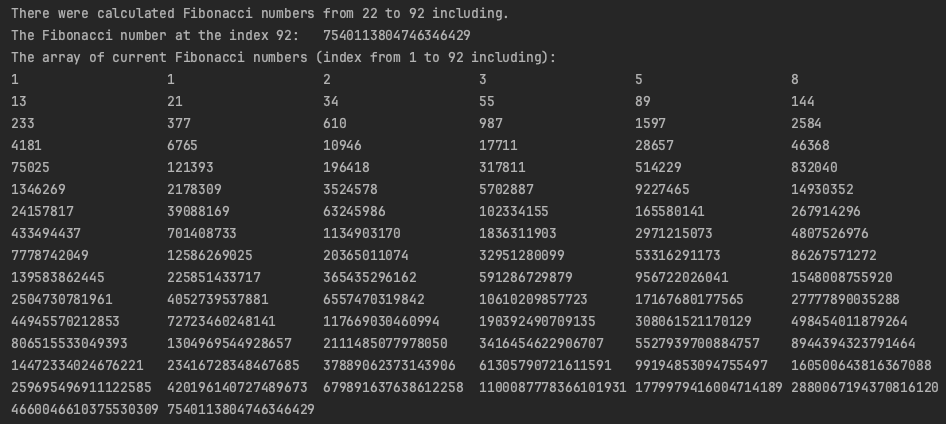 There were calculated Fibonacci numbers from 22 to 92 including.
The Fibonacci number at the index 92:   7540113804746346429
The array of current Fibonacci numbers (index from 1 to 92 including):
1 1 2 3 5 8
13 21 34 55 89 144
233 377 610 987 1597 2584
4181 6765 10946 17711 28657 46368
75025 121393 196418 317811 514229 832040
1346269 2178309 3524578 5702887 9227465 14930352
24157817 39088169 63245986 102334155 165580141 267914296
433494437 701408733 1134903170 1836311903 2971215073 4807526976
7778742049 12586269025 20365011074 32951280099 53316291173 86267571272
139583862445 225851433717 365435296162 591286729879 956722026041 1548008755920
2504730781961 4052739537881 6557470319842 10610209857723 17167680177565 27777890035288
44945570212853 72723460248141 117669030460994 190392490709135 308061521170129 498454011879264
806515533049393 1304969544928657 2111485077978050 3416454622906707 5527939700884757 8944394323791464
14472334024676221 23416728348467685 37889062373143906 61305790721611591 99194853094755497 160500643816367088
259695496911122585 420196140727489673 679891637638612258 1100087778366101931 1779979416004714189 2880067194370816120
4660046610375530309 7540113804746346429